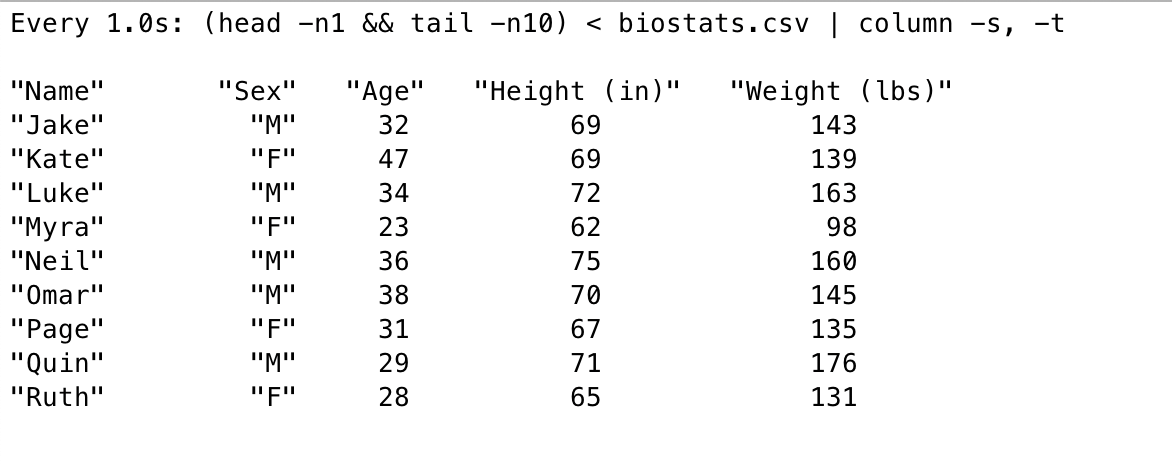 Every 1.0s: (head -n1 && tail -n10) < biostats.csv | column -s, -t
"Name" "Sex" "Age" "Height (in)" "Weight (lbs)"
"Jake" "M" 32 69 143
"Kate" "F" 47 69 139
"Luke" "M" 34 72 163
"Myra" "F" 23 62 98
"Neil" "M" 36 75 160
"Omar" "M" 38 70 145
"Page" "F" 31 67 135
"Quin" "M" 29 71 176
"Ruth" "F" 28 65 131